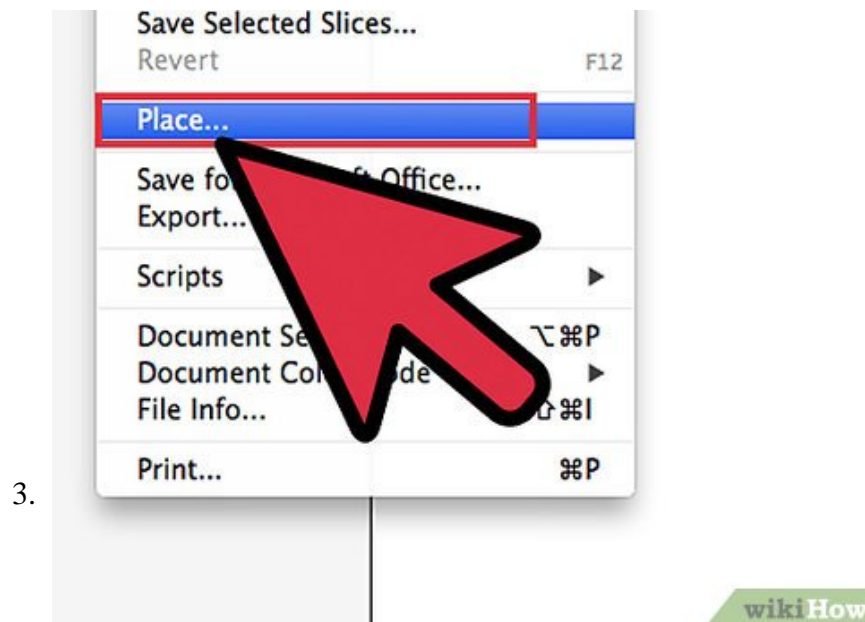 Save Selected Slices...
Revert F12
Place...
Save fo Office...
Export...
Scripts ▶
Document Se ⌥⌘P
Document Co de ▶
File Info... ⇧⌘I
Print... ⌘P
3.
wikiHow